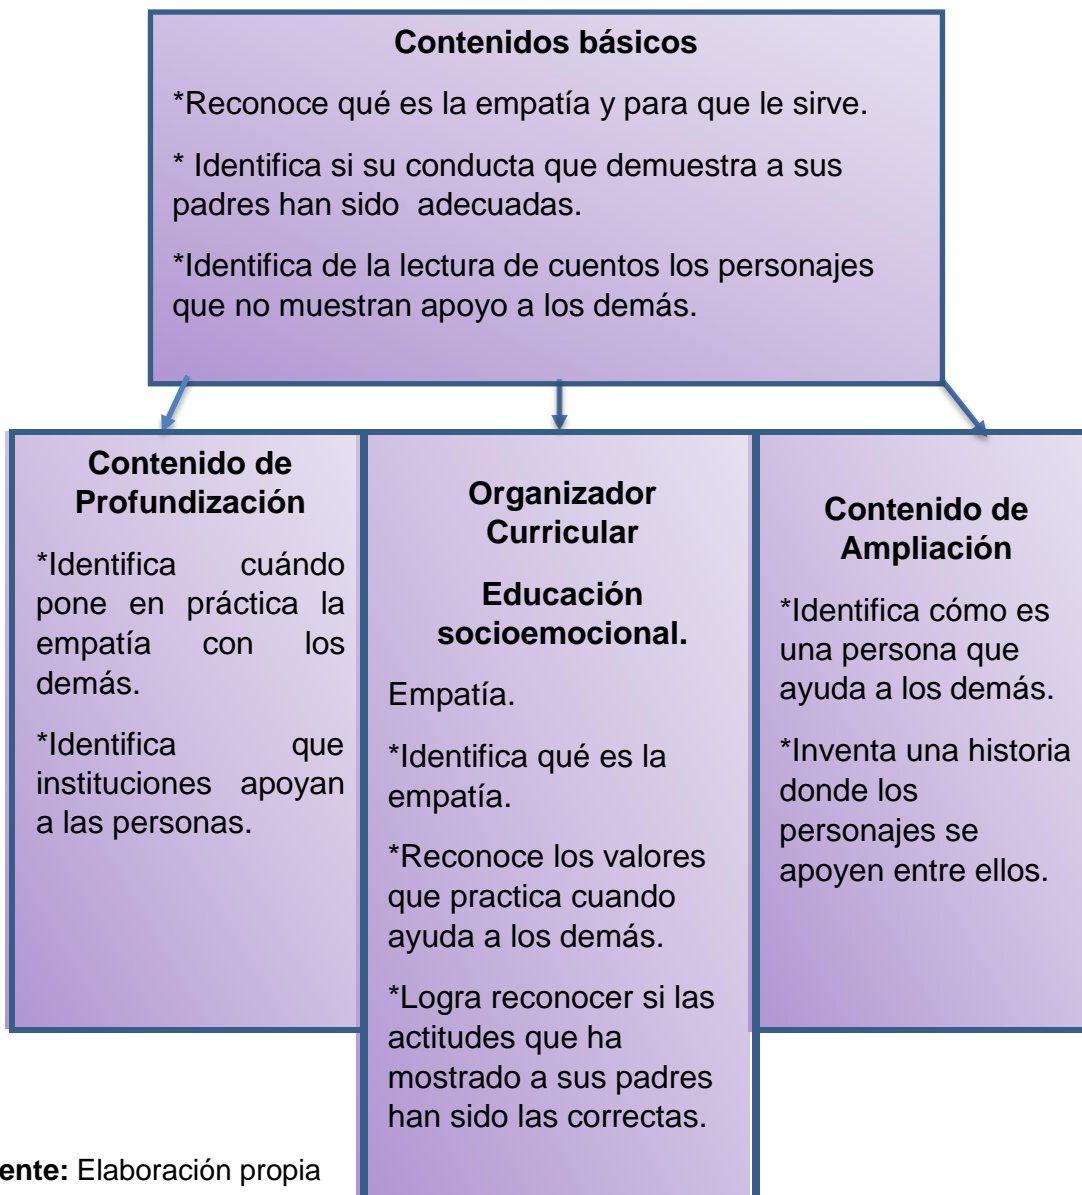 Contenidos básicos
*Reconoce qué es la empatía y para que le sirve.
* Identifica si su conducta que demuestra a sus
padres han sido adecuadas.
*Identifica de la lectura de cuentos los personajes
que no muestran apoyo a los demás.
Contenido de
Profundización
*Identifica cuándo
pone en práctica la
empatía con los
demás.
*Identifica que
instituciones apoyan
a las personas.
Organizador
Curricular
Educación
socioemocional.
Empatía.
*Identifica qué es la
empatía.
*Reconoce los valores
que practica cuando
ayuda a los demás.
*Logra reconocer si las
actitudes que ha
mostrado a sus padres
han sido las correctas.
Contenido de
Ampliación
*Identifica cómo es
una persona que
ayuda a los demás.
*Inventa una historia
donde los
personajes se
apoyen entre ellos.
ente: Elaboración propia